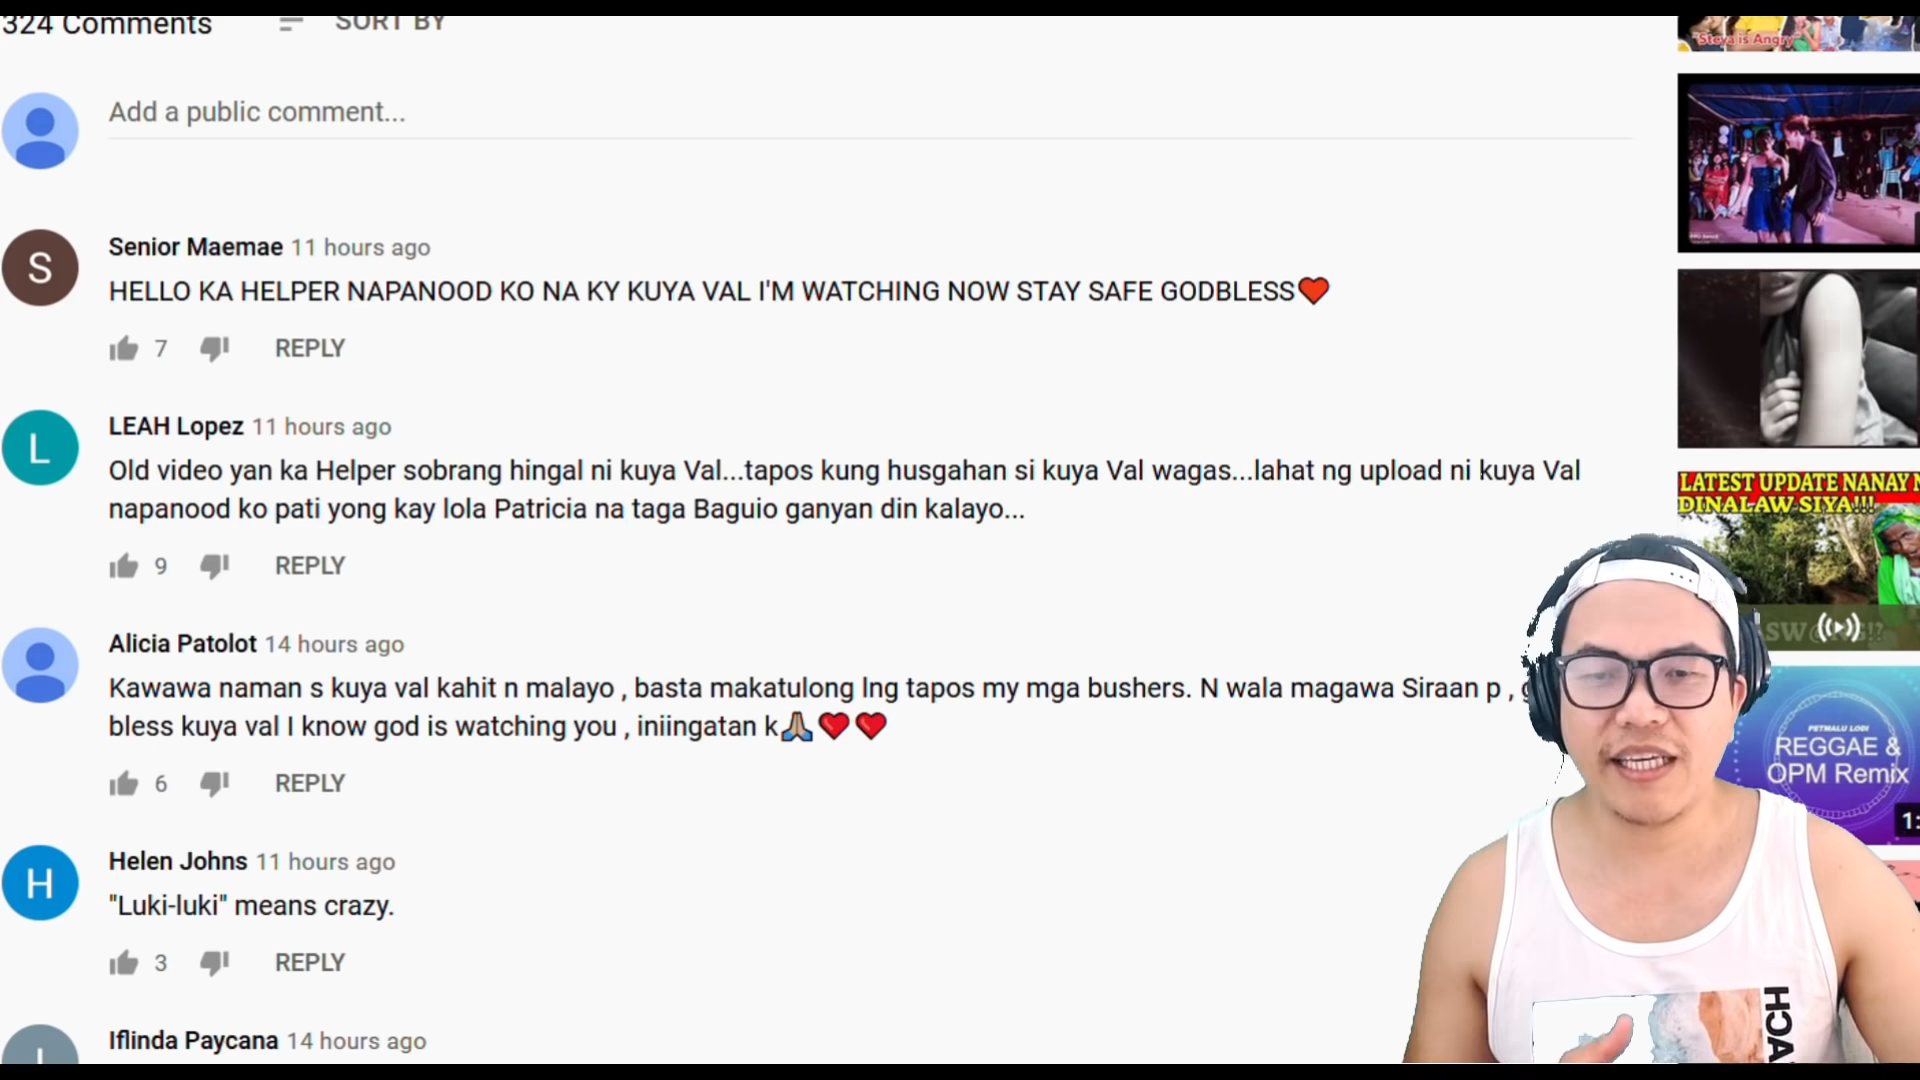 324 Comments
SORT BY
Add a public comment...
S
Senior Maemae 11 hours ago
HELLO KA HELPER NAPANOOD KO NA KY KUYA VAL I'M WATCHING NOW STAY SAFE GODBLESS❤️
7
REPLY
L
LEAH Lopez 11 hours ago
Old video yan ka Helper sobrang hingal ni kuya Val...tapos kung husgahan si kuya Val wagas...lahat ng upload ni kuya Val
napanood ko pati yong kay lola Patricia na taga Baguio ganyan din kalayo...
9
REPLY
Alicia Patolot 14 hours ago
Kawawa naman s kuya val kahit n malayo , basta makatulong lng tapos my mga bushers. N wala magawa Siraan p ,
bless kuya val I know god is watching you , iniingatan k🙏❤️❤️
6
REPLY
H
Helen Johns 11 hours ago
"Luki-luki" means crazy.
3
REPLY
I
Iflinda Paycana 14 hours ago
"Steva is Angry"
LATEST UPDATE NANAY
DINALAW SIYA!!!
PETMALU LODI
REGGAE &
OPM Remix
1: